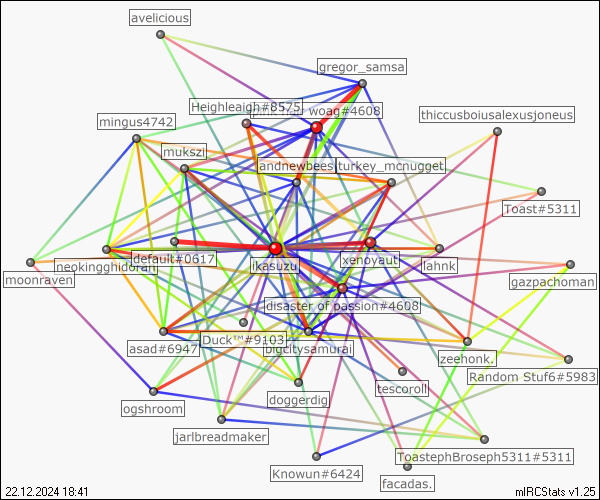 avelicious
gregor_samsa
Heighleaigh#8575
woag#4608
thiccusboiusalexusjoneus
mingus4742
mukszi
andnewbees
turkey_mcnugget.
Toast#5311
default#0617
ikasuzu
xenoyaut
lahnk
moonraven
neokingghidorah
gazpachoman
disaster of passion#4608
asad#6947
Duck™#9103
bigcitysamurai
zeehonk.
Random Stuf6#5983
tescoroll
doggerdig
ogshroom
jarlbreadmaker
ToastephBroseph5311#5311
Knowun#6424
facadas.
22.12.2024 18:41
mIRCStats v1.25